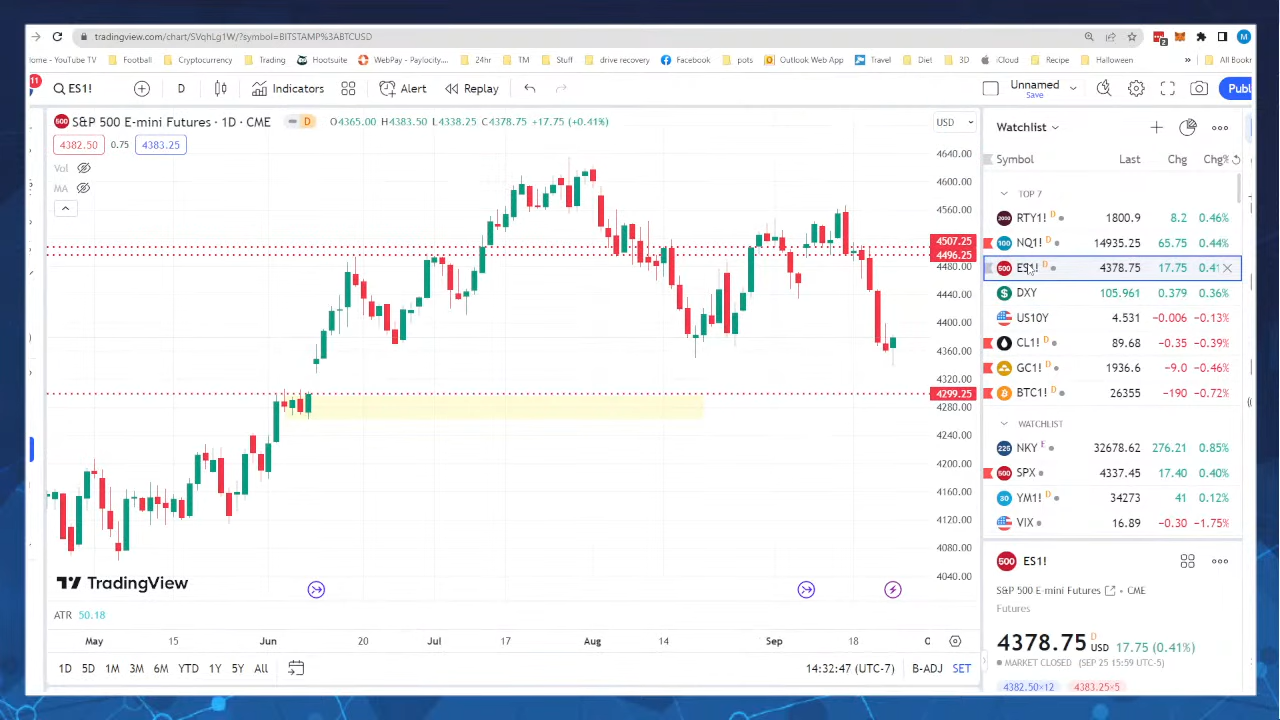 tradingview.com/chart/SVqhLg1W/?symbol=BITSTAMP%3ABTCUSD
2
M
Home - YouTube TV Football Cryptocurrency Trading Hootsuite WebPay - Paylocity,... 24hr TM Stuff drive recovery Facebook pots Outlook Web App Travel Diet 3D iCloud Recipe Halloween » All Bookr
11 ES1! D Indicators Alert Replay Unnamed Save Publ
500 S&P 500 E-mini Futures · 1D · CME D O4365.00 H4383.50 L4338.25 C4378.75 +17.75 (+0.41%) USD
4382.50 0.75 4383.25
Vol
MA
4640.00
4600.00
4560.00
4507.25
4496.25
4480.00
4440.00
4400.00
4360.00
4320.00
4299.25
4280.00
4240.00
4200.00
4160.00
4120.00
4080.00
4040.00
TradingView
ATR 50.18
May 15 Jun 20 Jul 17 Aug 14 Sep 18 O
1D 5D 1M 3M 6M YTD 1Y 5Y All 14:32:47 (UTC-7) B-ADJ SET
Watchlist
Symbol Last Chg Chg%
TOP 7
2000 RTY1! D 1800.9 8.2 0.46%
100 NQ1! D 14935.25 65.75 0.44%
500 ES1! D 4378.75 17.75 0.41
DXY 105.961 0.379 0.36%
US10Y 4.531 −0.006 −0.13%
CL1! D 89.68 −0.35 −0.39%
GC1! D 1936.6 −9.0 −0.46%
BTC1! D 26355 −190 −0.72%
WATCHLIST
225 NKY E 32678.62 276.21 0.85%
500 SPX 4337.45 17.40 0.40%
30 YM1! D 34273 41 0.12%
VIX 16.89 −0.30 −1.75%
500 ES1!
S&P 500 E-mini Futures • CME
Futures
4378.75 D USD 17.75 (0.41%)
MARKET CLOSED (SEP 25 15:59 UTC-5)
4382.50×12 4383.25×5